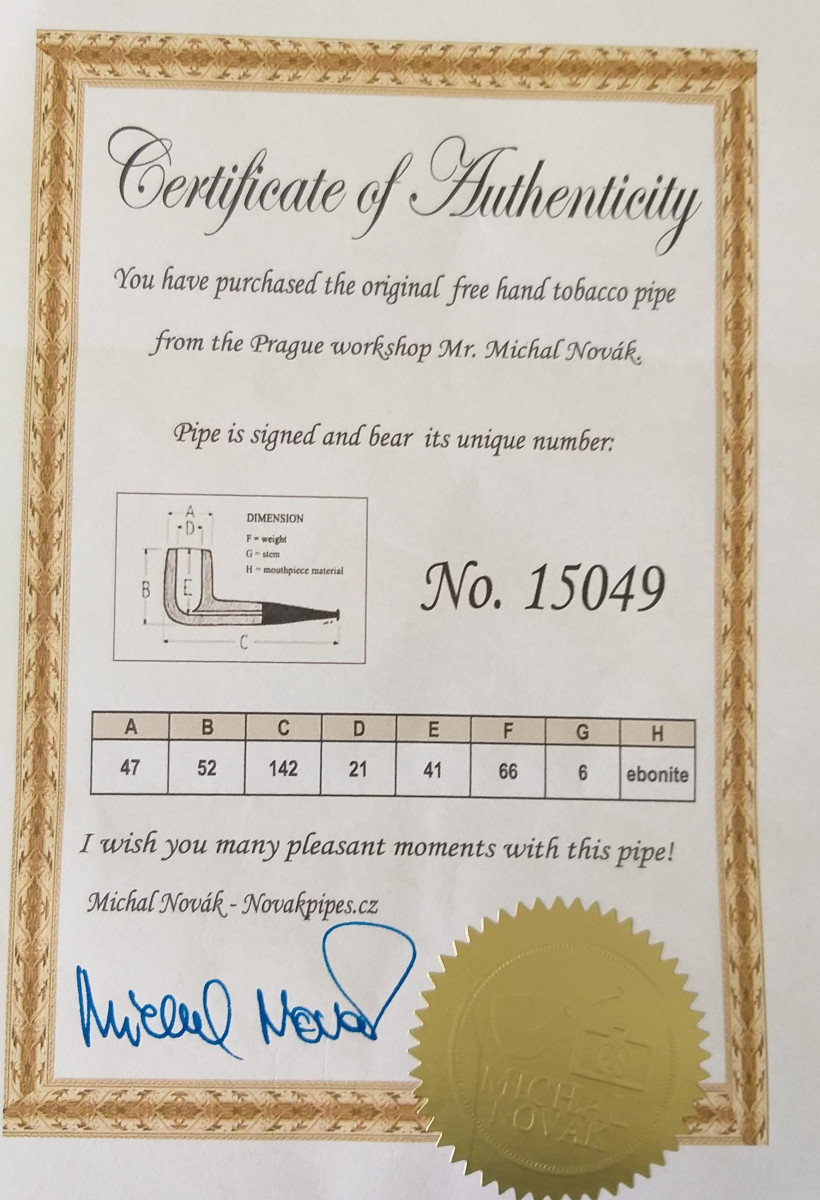 Certificate of Authenticity
You have purchased the original free hand tobacco pipe
from the Prague workshop Mr. Michal Novák.
Pipe is signed and bear its unique number:
A
D
B
E
C
DIMENSION
F = weight
G = stem
H = mouthpiece material
No. 15049
A B C D E F G H
47 52 142 21 41 66 6 ebonite
I wish you many pleasant moments with this pipe!
Michal Novák - Novakpipes.cz
Michal Novák
MICHAL
NOVÁK